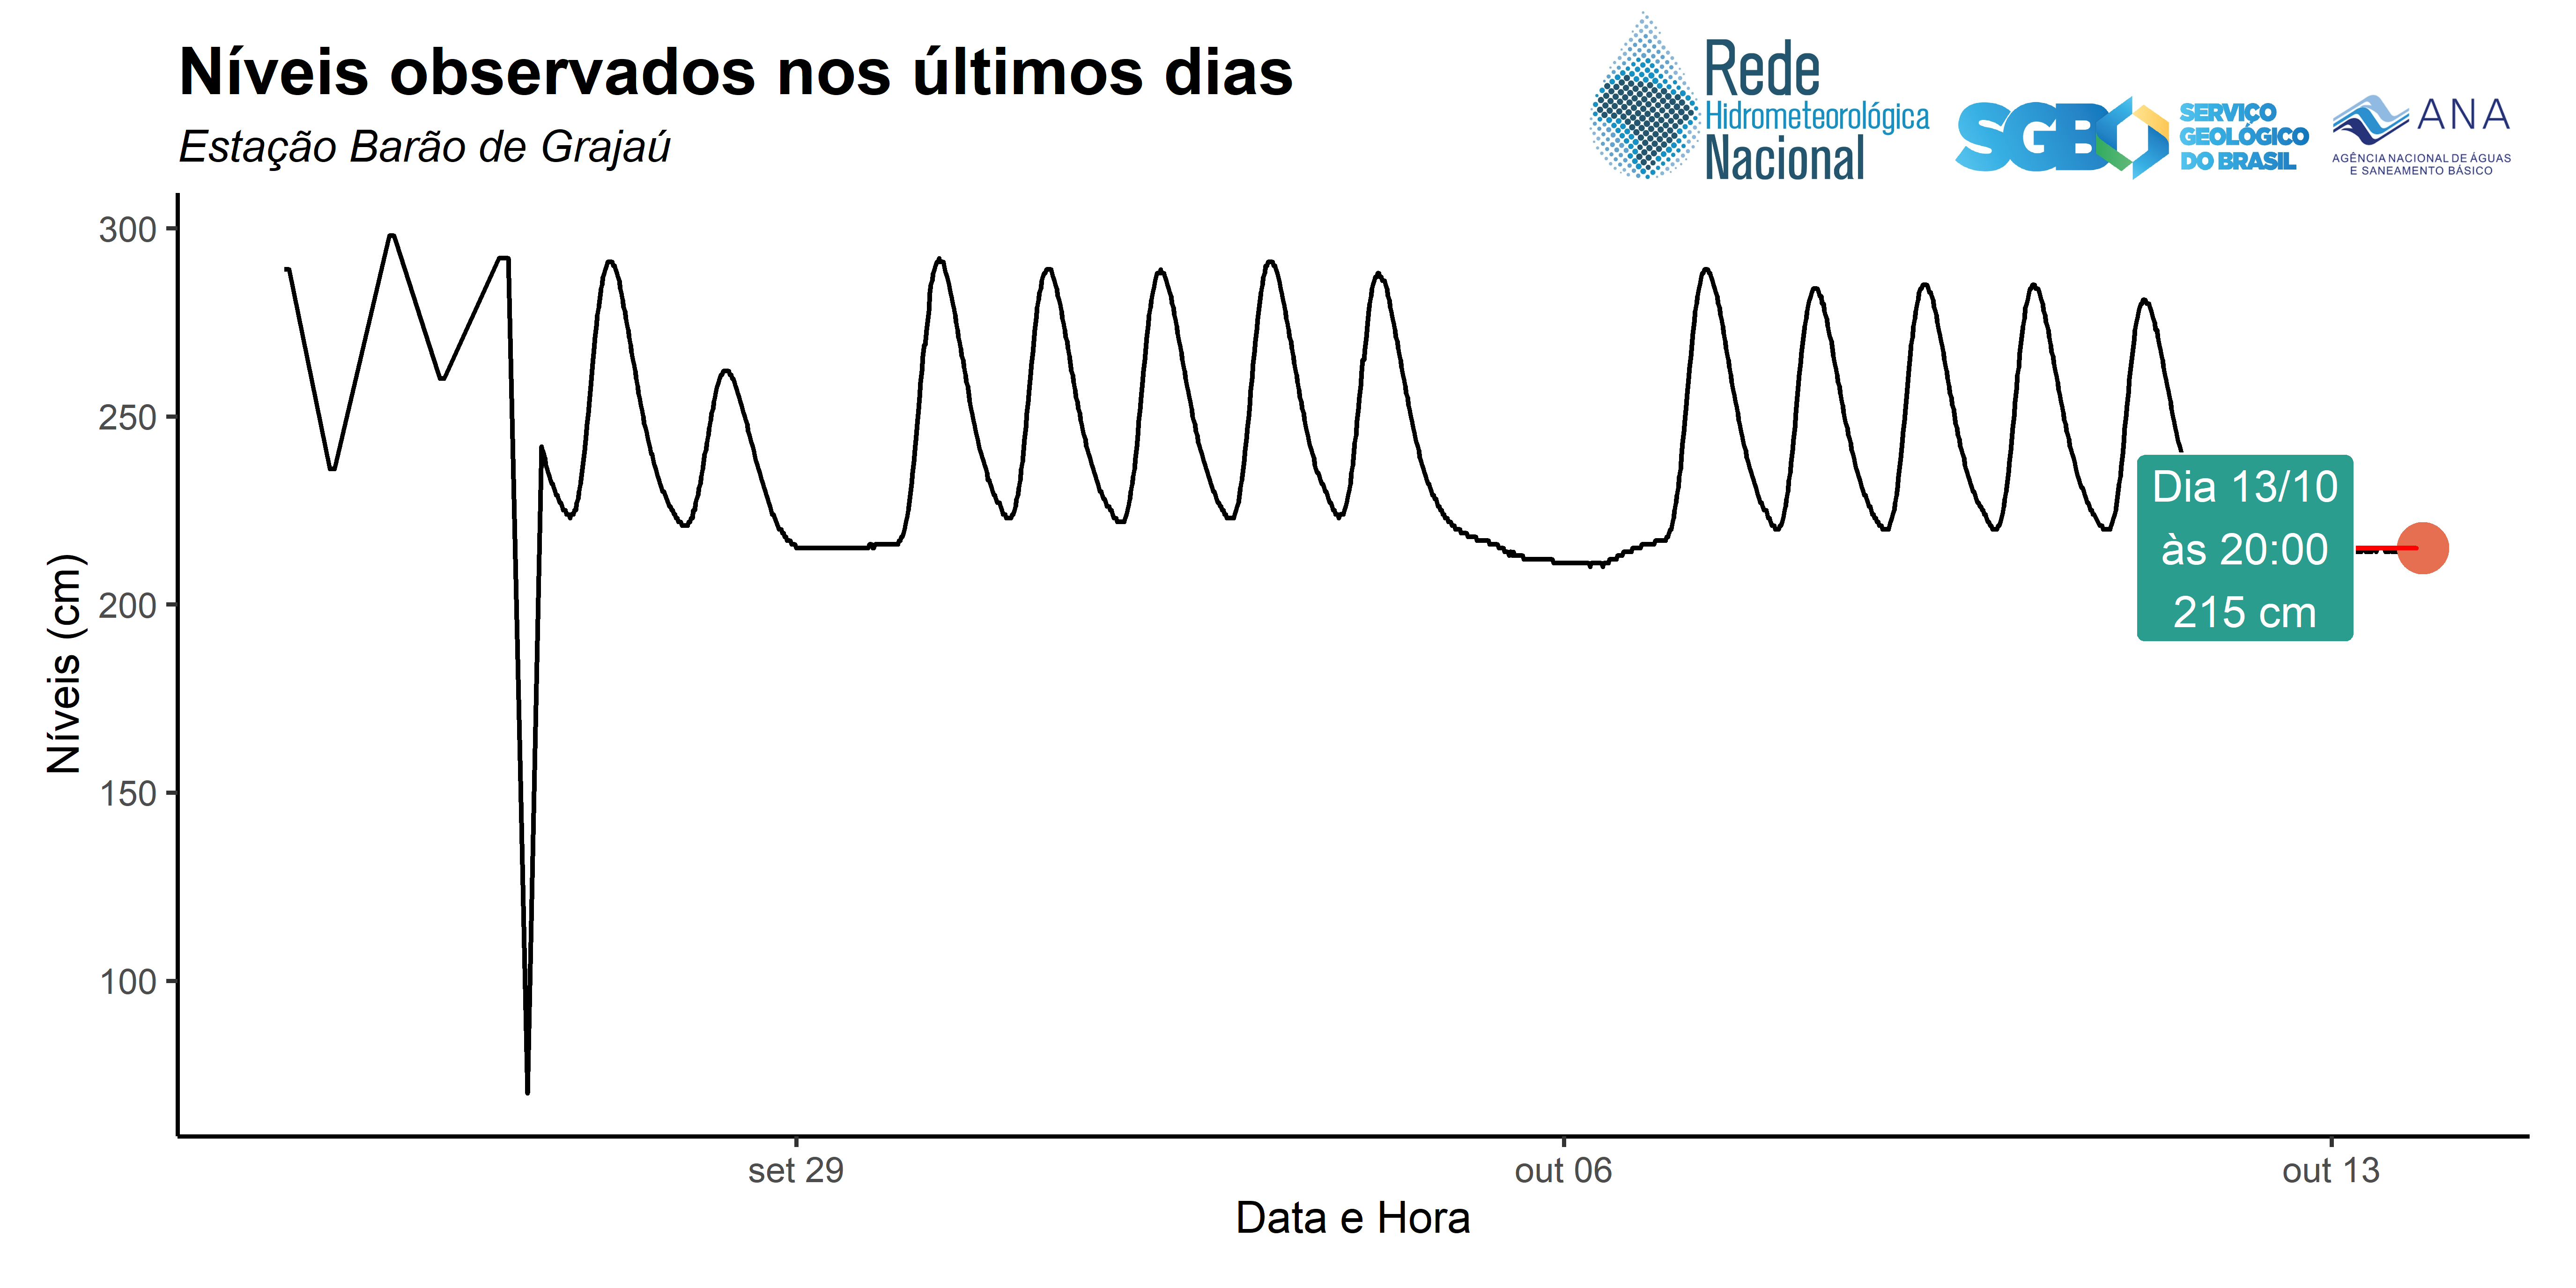 Níveis observados nos últimos dias
Estação Barão de Grajaú
Rede
Hidrometeorológica
Nacional
SGB
SERVIÇO
GEOLÓGICO
DO BRASIL
ANA
AGÊNCIA NACIONAL DE ÁGUAS
E SANEAMENTO BÁSICO
Níveis (cm)
300
250
200
150
100
Dia 13/10
às 20:00
215 cm
set 29
out 06
out 13
Data e Hora